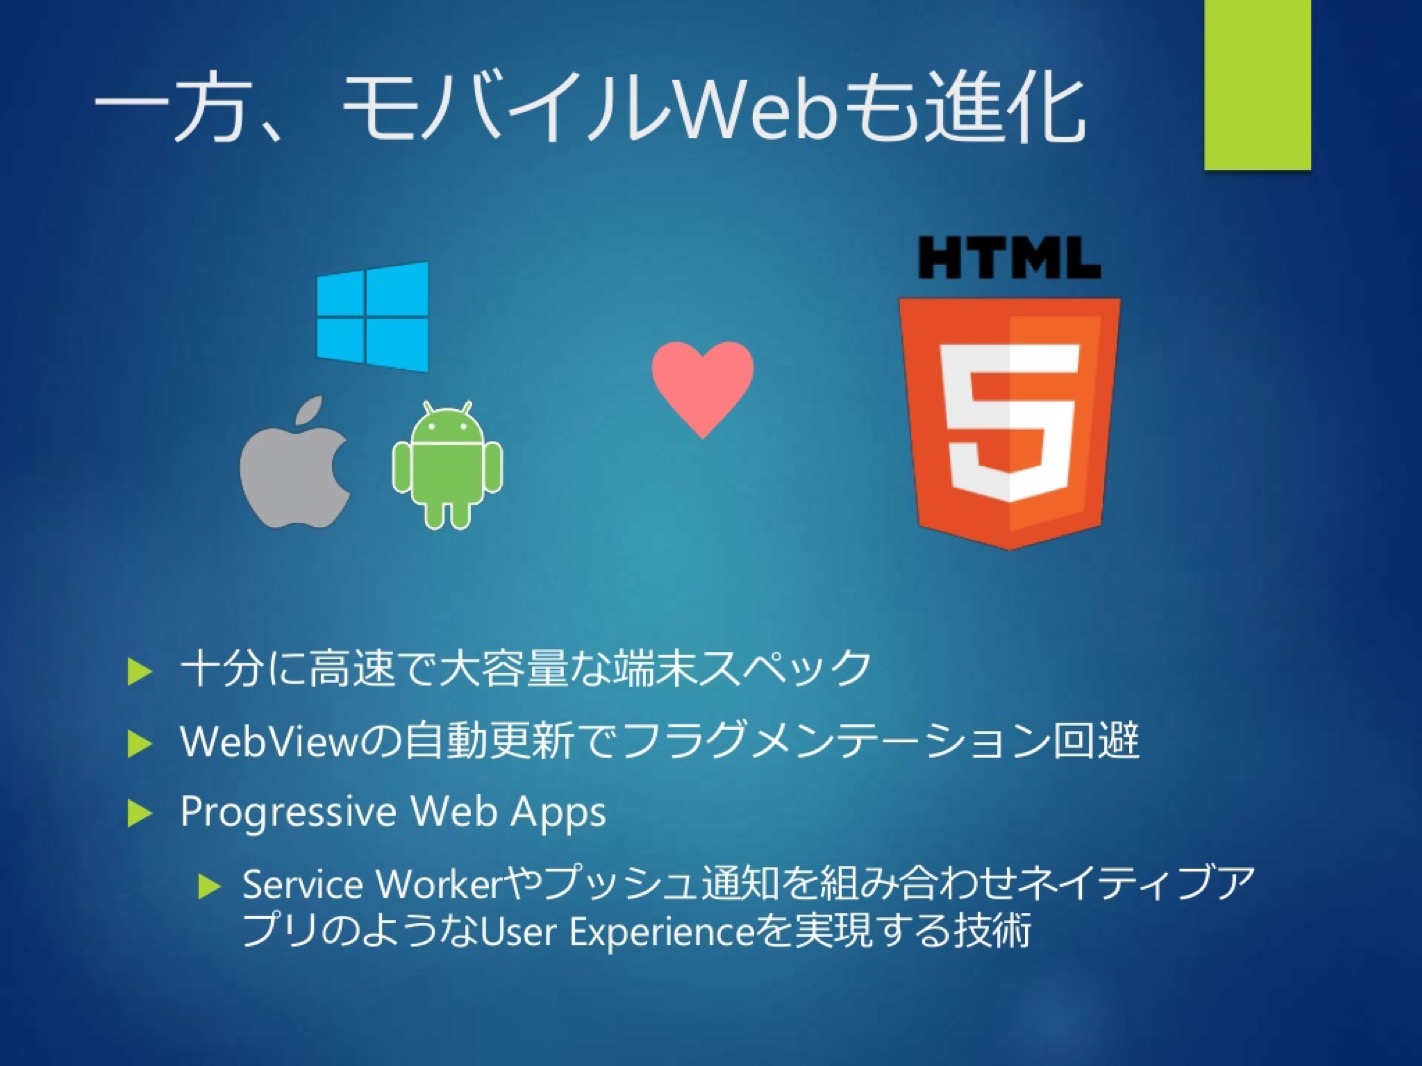 一方、モバイルWebも進化
HTML
5
十分に高速で大容量な端末スペック
WebViewの自動更新でフラグメンテーション回避
Progressive Web Apps
Service Workerやプッシュ通知を組み合わせネイティブア
プリのようなUser Experienceを実現する技術